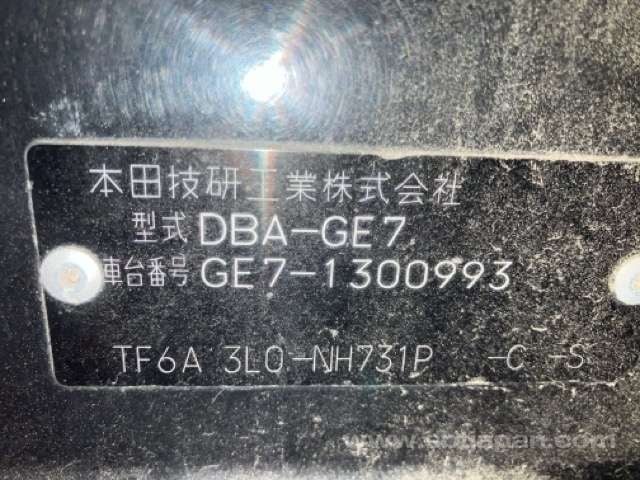 本田技研工業株式会社
型式 DBA-GE7
車台番号 GE7-1300993
TF6A 3L0-NH731P -C -S